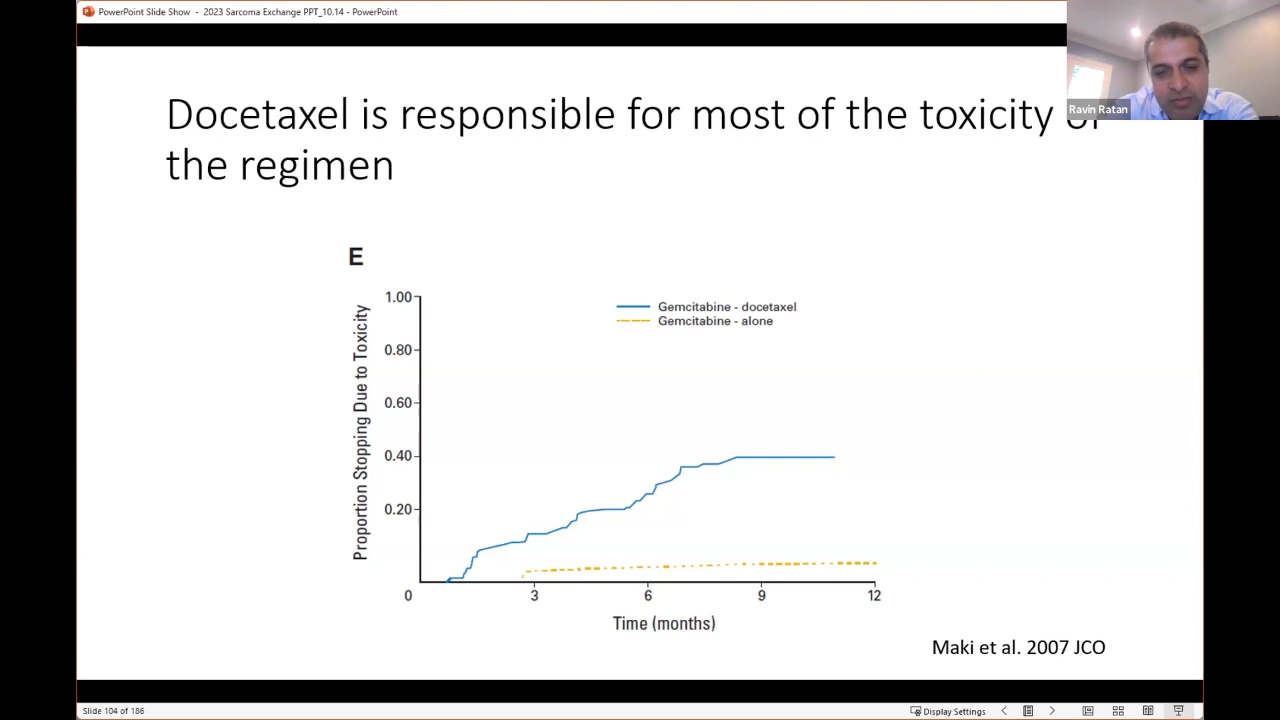 PowerPoint Slide Show - 2023 Sarcoma Exchange PPT_10.14 - PowerPoint
Ravin Ratan
Docetaxel is responsible for most of the toxicity of
the regimen
E
1.00
0.80
0.60
0.40
0.20
0
3
6
9
12
Proportion Stopping Due to Toxicity
Gemcitabine - docetaxel
Gemcitabine - alone
Time (months)
Maki et al. 2007 JCO
Slide 104 of 186
Display Settings